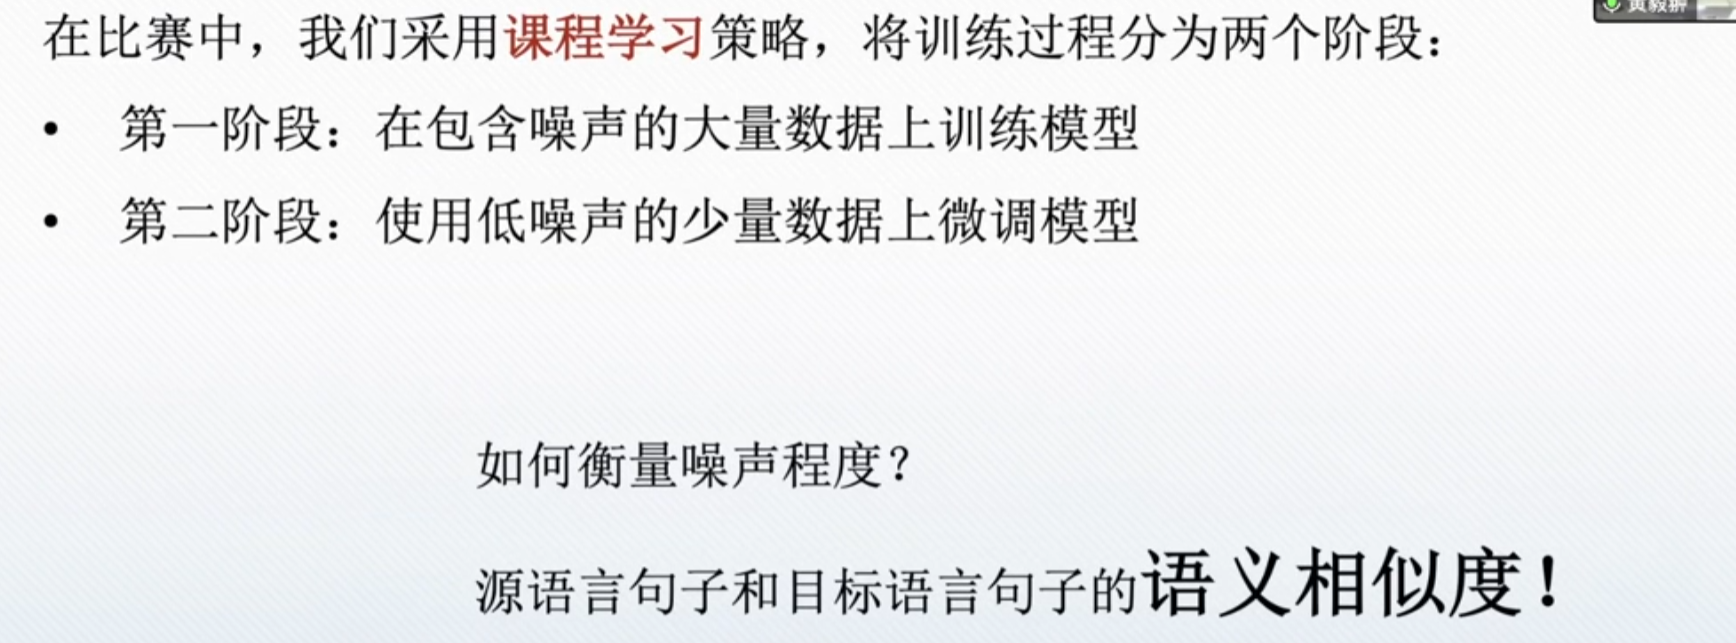 在比赛中，我们采用课程学习策略，将训练过程分为两个阶段：
• 第一阶段：在包含噪声的大量数据上训练模型
• 第二阶段：使用低噪声的少量数据上微调模型
如何衡量噪声程度？
源语言句子和目标语言句子的语义相似度！